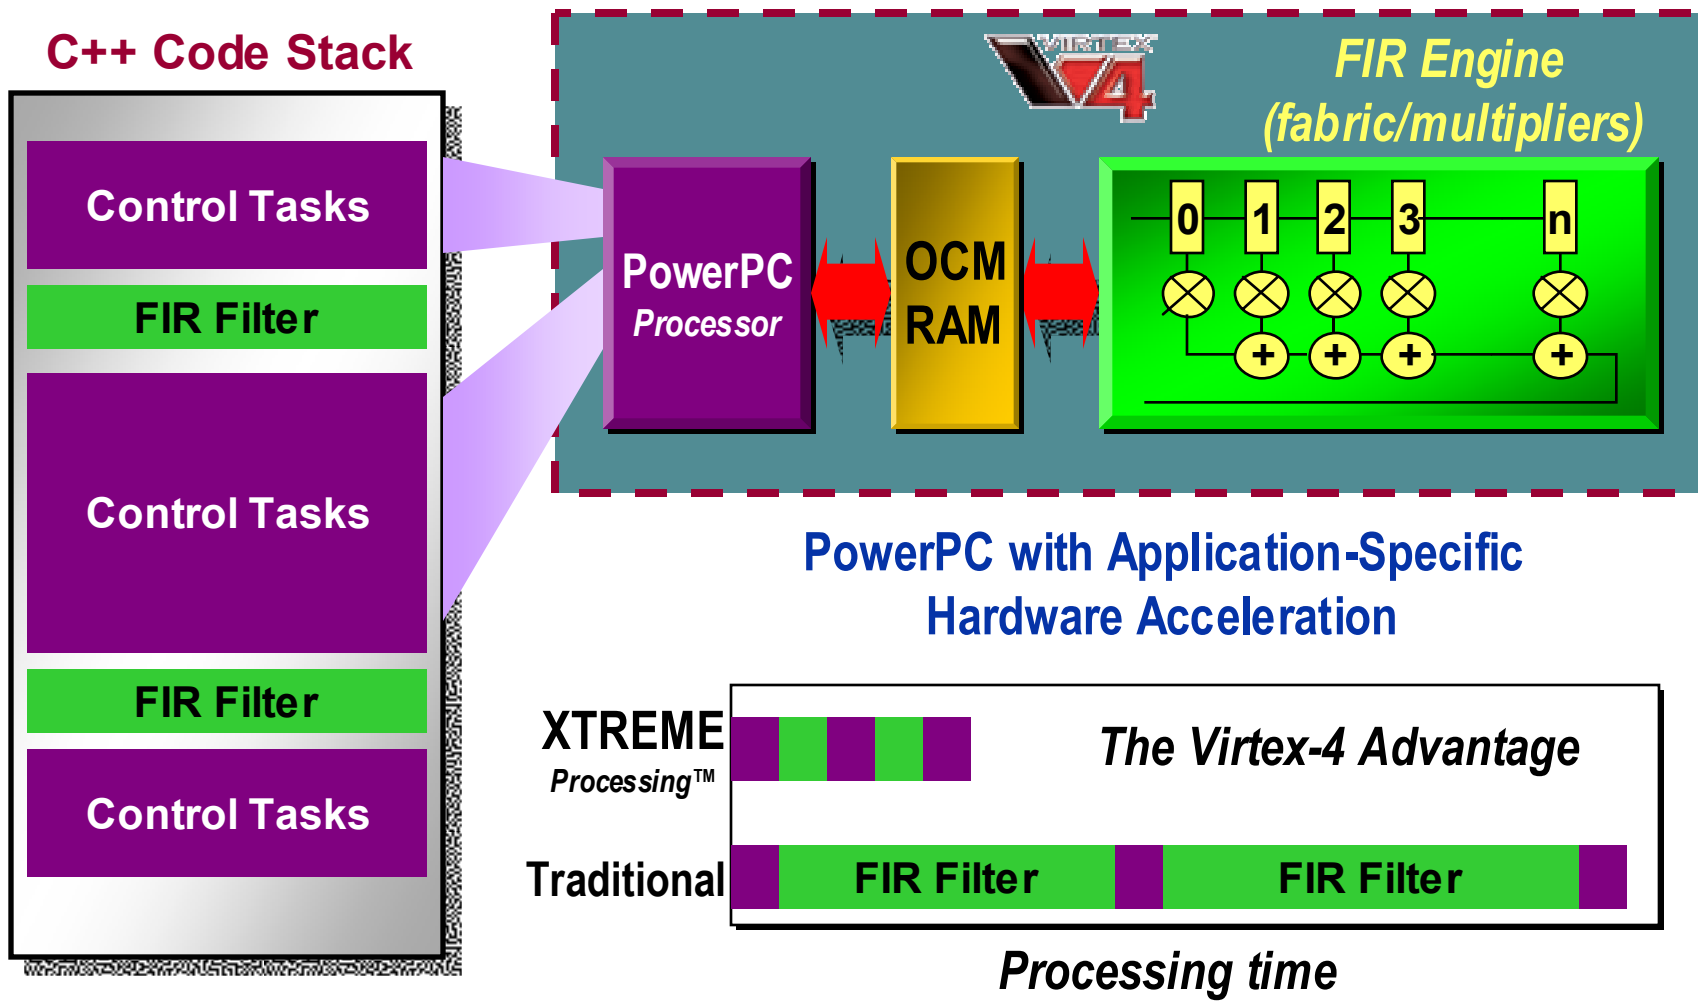 C++ Code Stack
Control Tasks
FIR Filter
Control Tasks
FIR Filter
Control Tasks
VIRTEX
4
FIR Engine
(fabric/multipliers)
PowerPC
Processor
OCM
RAM
0 1 2 3 n
+ + + +
PowerPC with Application-Specific
Hardware Acceleration
XTREME
Processing™
The Virtex-4 Advantage
Traditional
FIR Filter FIR Filter
Processing time